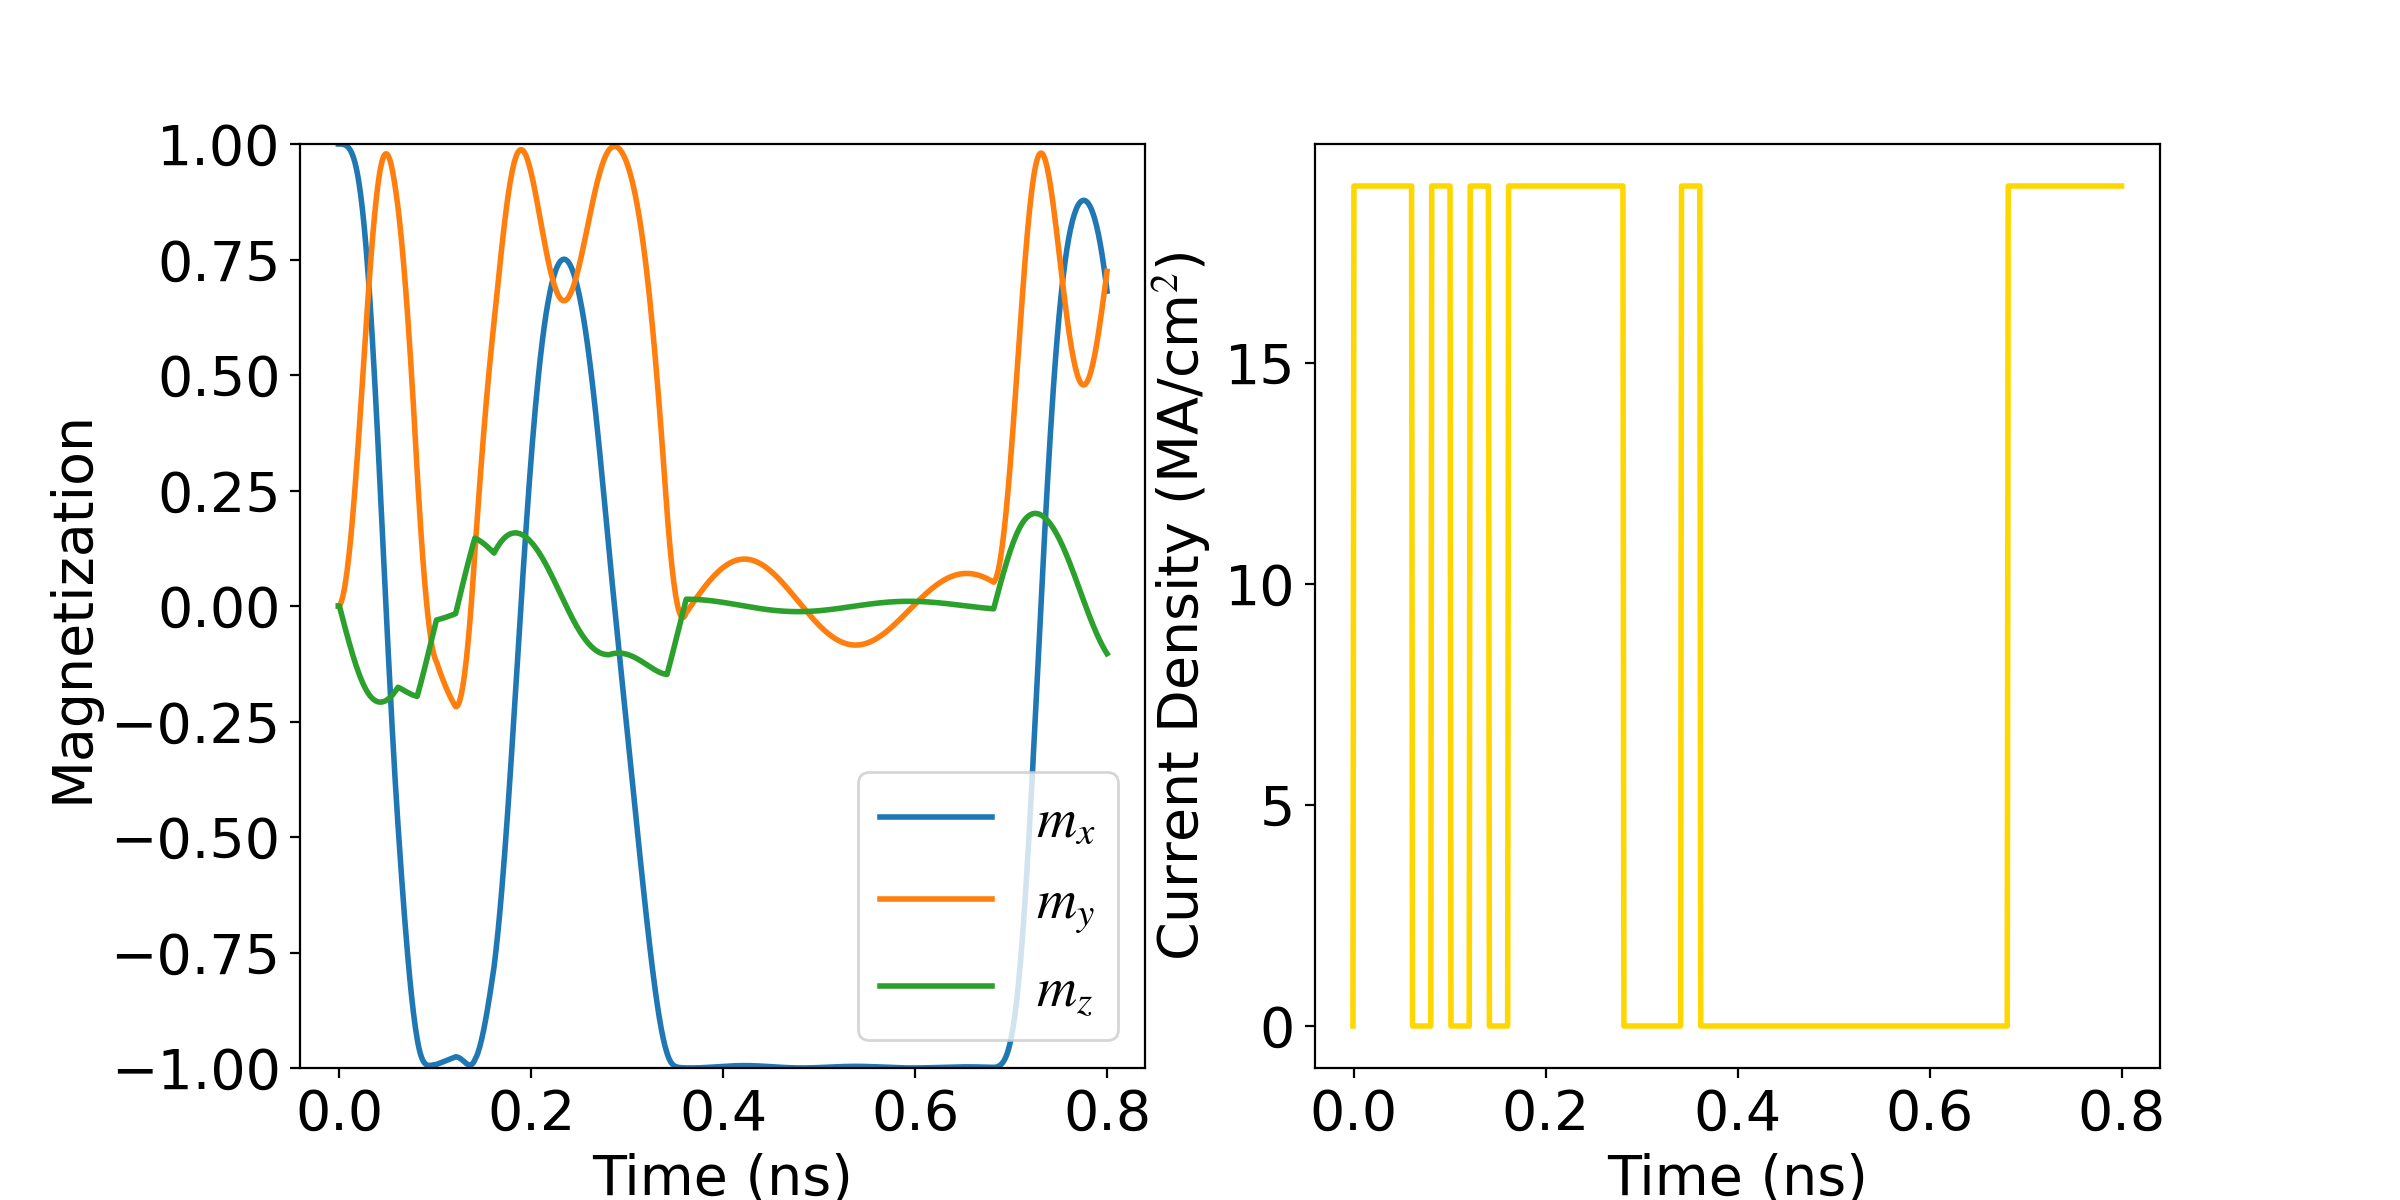 1.00
0.75
0.50
0.25
0.00
−0.25
−0.50
−0.75
−1.00
Magnetization
0.0 0.2 0.4 0.6 0.8
Time (ns)
m_x
m_y
m_z
Current Density (MA/cm²)
15
10
5
0
0.0 0.2 0.4 0.6 0.8
Time (ns)